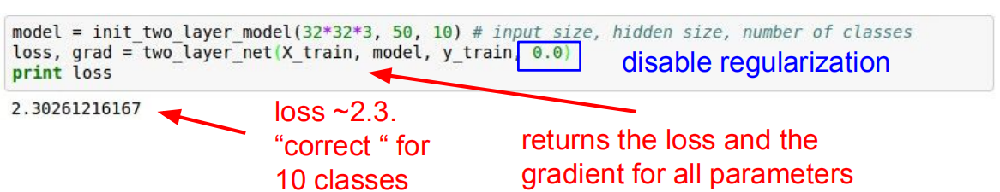 model = init_two_layer_model(32*32*3, 50, 10) # input size, hidden size, number of classes
loss, grad = two_layer_net(X_train, model, y_train, 0.0)
disable regularization
print loss
2.30261216167
loss ~2.3.
“correct “ for
10 classes
returns the loss and the
gradient for all parameters